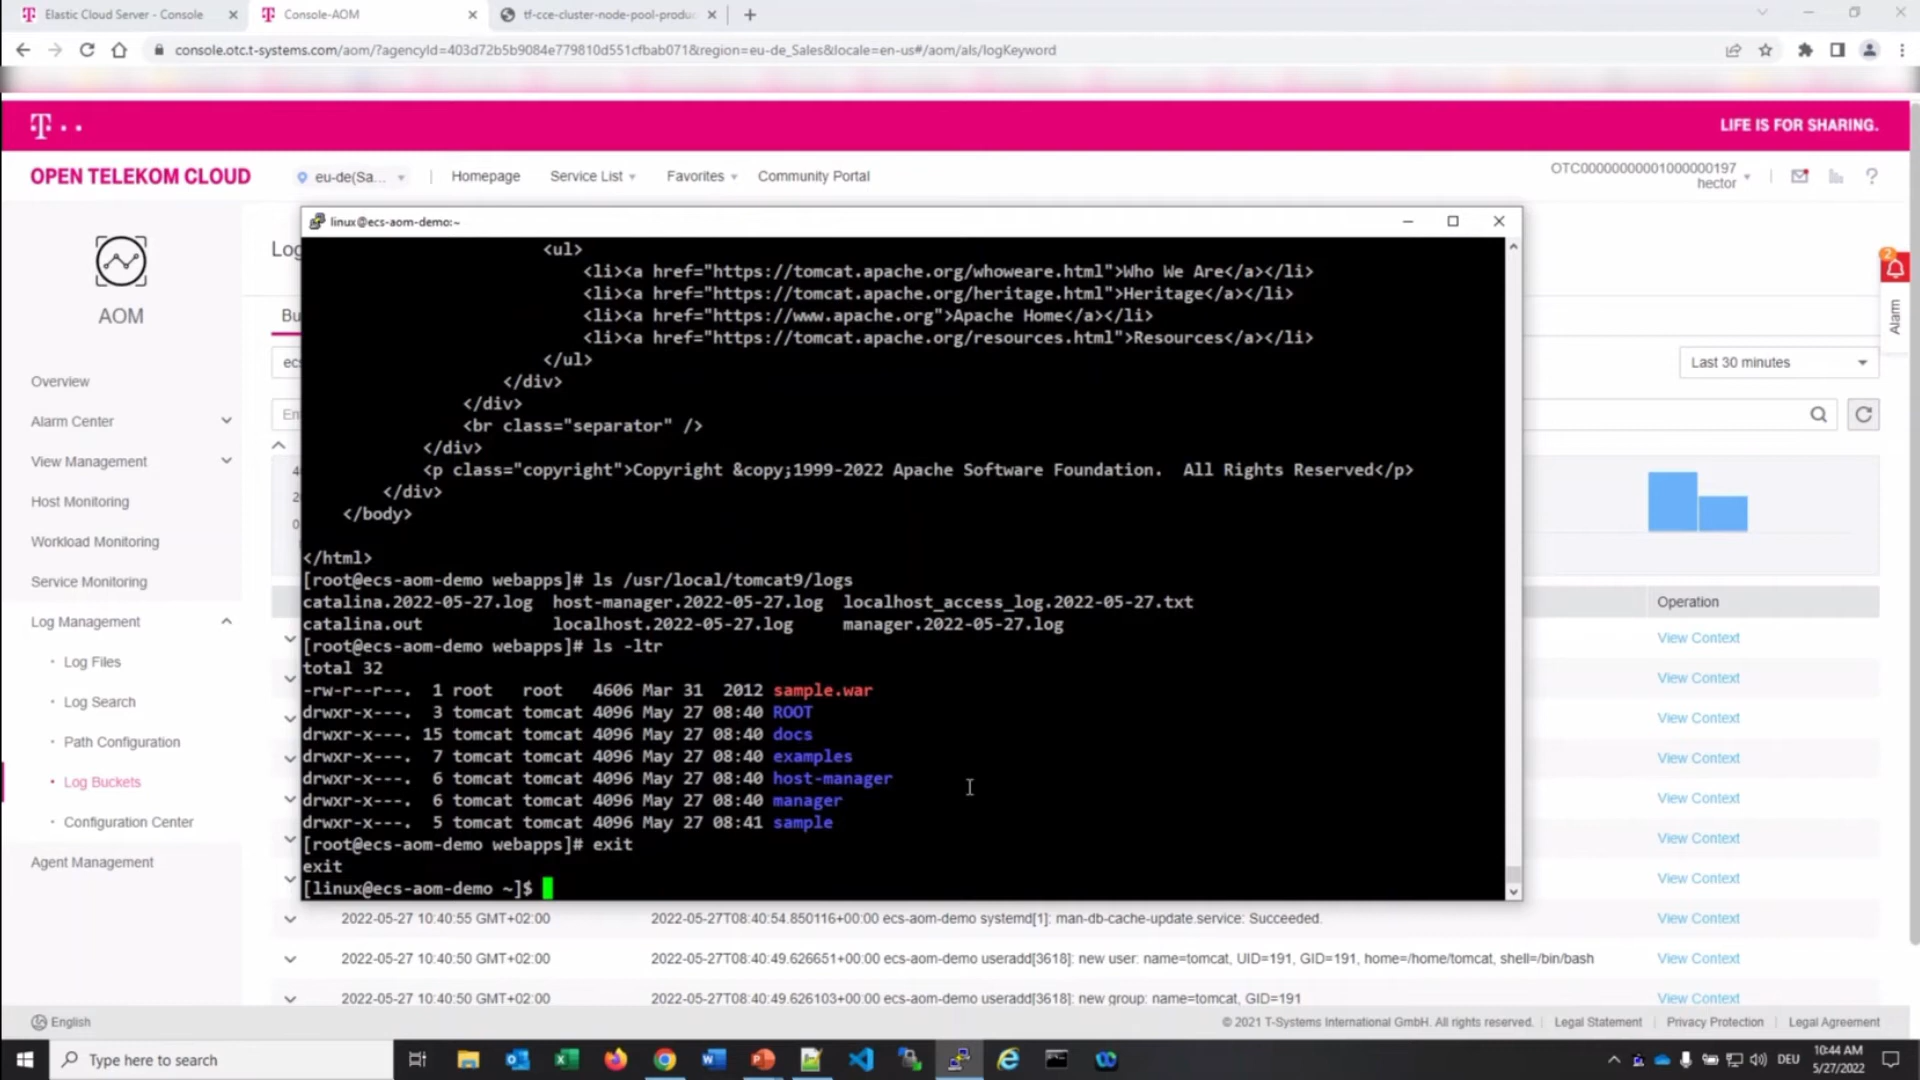 Elastic Cloud Server - Console
Console-AOM
tf-cce-cluster-node-pool-produc
console.otc.t-systems.com/aom/?agencyId=403d72b5b9084e779810d551cfbab071&region=eu-de_Sales&locale=en-us#/aom/als/logKeyword
T
LIFE IS FOR SHARING.
OPEN TELEKOM CLOUD
eu-de(Sa...
Homepage
Service List
Favorites
Community Portal
OTC00000000001000000197
hector
?
AOM
Overview
Alarm Center
View Management
Host Monitoring
Workload Monitoring
Service Monitoring
Log Management
Log Files
Log Search
Path Configuration
Log Buckets
Configuration Center
Agent Management
Log
Bu
ecs
En
linux@ecs-aom-demo:~
<ul>
<li><a href="https://tomcat.apache.org/whoweare.html">Who We Are</a></li>
<li><a href="https://tomcat.apache.org/heritage.html">Heritage</a></li>
<li><a href="https://www.apache.org">Apache Home</a></li>
<li><a href="https://tomcat.apache.org/resources.html">Resources</a></li>
</ul>
</div>
</div>
<br class="separator" />
</div>
<p class="copyright">Copyright &copy;1999-2022 Apache Software Foundation.  All Rights Reserved</p>
</div>
</body>
</html>
[root@ecs-aom-demo webapps]# ls /usr/local/tomcat9/logs
catalina.2022-05-27.log  host-manager.2022-05-27.log  localhost_access_log.2022-05-27.txt
catalina.out             localhost.2022-05-27.log     manager.2022-05-27.log
[root@ecs-aom-demo webapps]# ls -ltr
total 32
-rw-r--r--.  1 root   root   4606 Mar 31  2012 sample.war
drwxr-x---.  3 tomcat tomcat 4096 May 27 08:40 ROOT
drwxr-x---. 15 tomcat tomcat 4096 May 27 08:40 docs
drwxr-x---.  7 tomcat tomcat 4096 May 27 08:40 examples
drwxr-x---.  6 tomcat tomcat 4096 May 27 08:40 host-manager
drwxr-x---.  6 tomcat tomcat 4096 May 27 08:40 manager
drwxr-x---.  5 tomcat tomcat 4096 May 27 08:41 sample
[root@ecs-aom-demo webapps]# exit
exit
[linux@ecs-aom-demo ~]$
2
Alarm
Last 30 minutes
Operation
View Context
View Context
View Context
View Context
View Context
View Context
View Context
2022-05-27 10:40:55 GMT+02:00 2022-05-27T08:40:54.850116+00:00 ecs-aom-demo systemd[1]: man-db-cache-update.service: Succeeded. View Context
2022-05-27 10:40:50 GMT+02:00 2022-05-27T08:40:49.626651+00:00 ecs-aom-demo useradd[3618]: new user: name=tomcat, UID=191, GID=191, home=/home/tomcat, shell=/bin/bash View Context
2022-05-27 10:40:50 GMT+02:00 2022-05-27T08:40:49.626103+00:00 ecs-aom-demo useradd[3618]: new group: name=tomcat, GID=191 View Context
English
© 2021 T-Systems International GmbH. All rights reserved.
Legal Statement
Privacy Protection
Legal Agreement
Type here to search
DEU
10:44 AM
5/27/2022